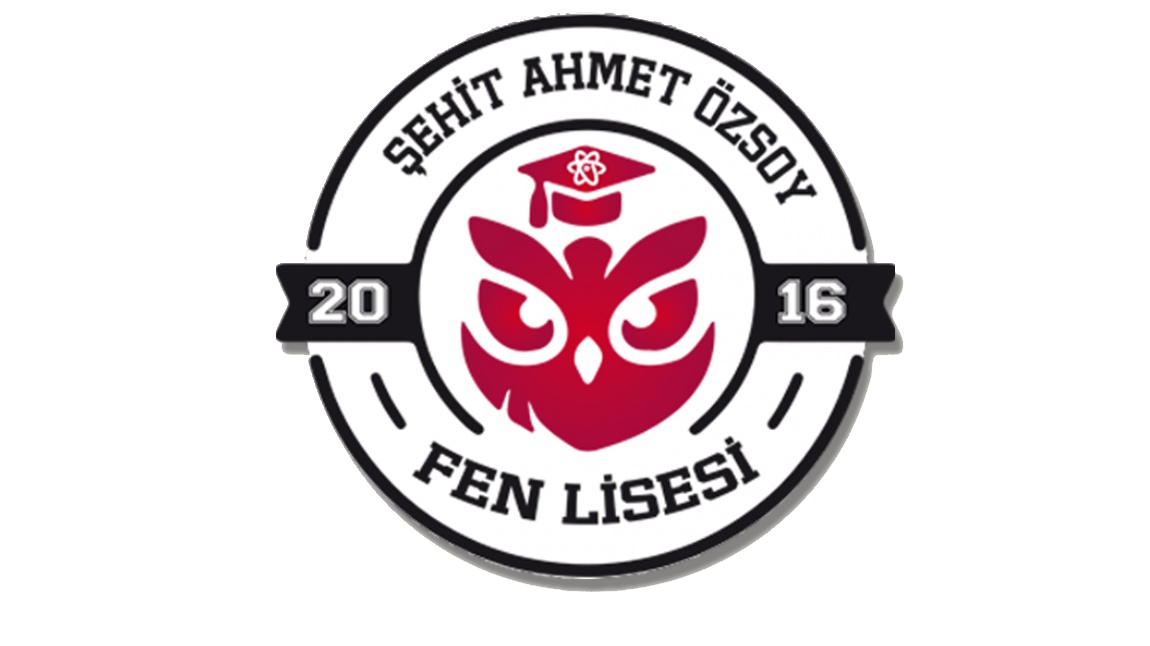 ŞEHİT AHMET ÖZSOY
20 16
FEN LİSESİ